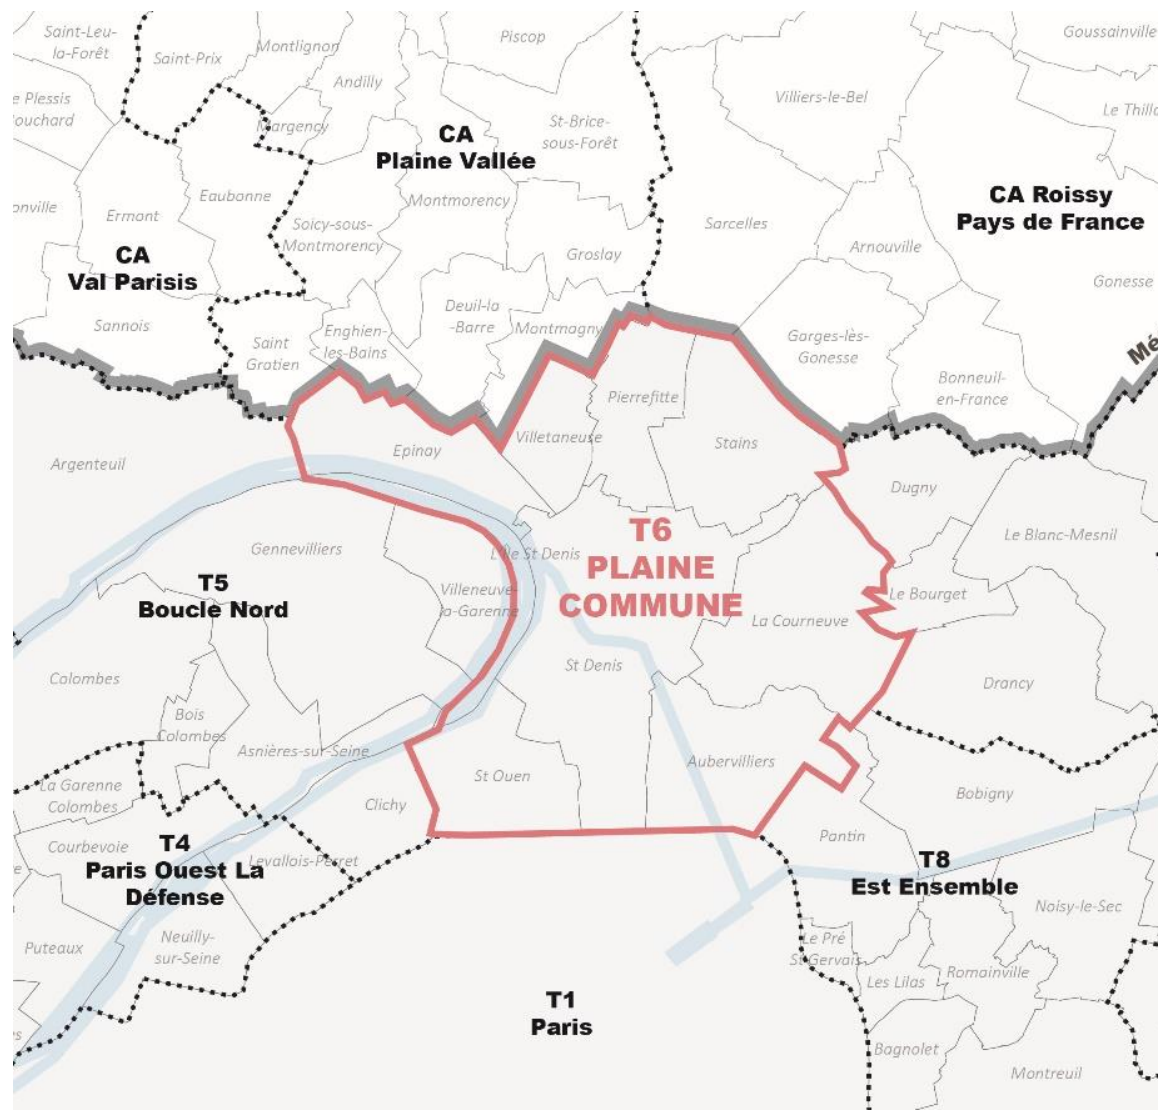 Saint-Leu-
la-Forêt
Saint-Prix
Montlignon
Piscop
Goussainville
Andilly
e Plessis
Bouchard
Margency
Villiers-le-Bel
Le Thilla
CA
Plaine Vallée
St-Brice-
sous-Forêt
Eaubonne
onville
Ermont
Montmorency
Soicy-sous-
Montmorency
Sarcelles
CA Roissy
Pays de France
Arnouville
CA
Val Parisis
Groslay
Gonesse
Sannois
Deuil-la
-Barre
Montmagny
Enghien-
les-Bains
Saint
Gratien
Garges-lès-
Gonesse
Mé
Bonneuil-
en-France
Pierrefitte
Villetaneuse
Stains
Epinay
Argenteuil
Dugny
Le Blanc-Mesnil
T6
PLAINE
COMMUNE
Gennevilliers
L'Ile St Denis
T5
Boucle Nord
Villeneuve-
la-Garenne
Le Bourget
La Courneuve
St Denis
Colombes
Drancy
Bois
Colombes
Asnières-sur-Seine
St Ouen
Aubervilliers
La Garenne
Colombes
Clichy
Bobigny
Courbevoie
Pantin
T4
Paris Ouest La
Défense
Levallois-Perret
T8
Est Ensemble
Noisy-le-Sec
Puteaux
Neuilly-
sur-Seine
Le Pré
St Gervais
Les Lilas
Romainville
T1
Paris
es
Bagnolet
Montreuil